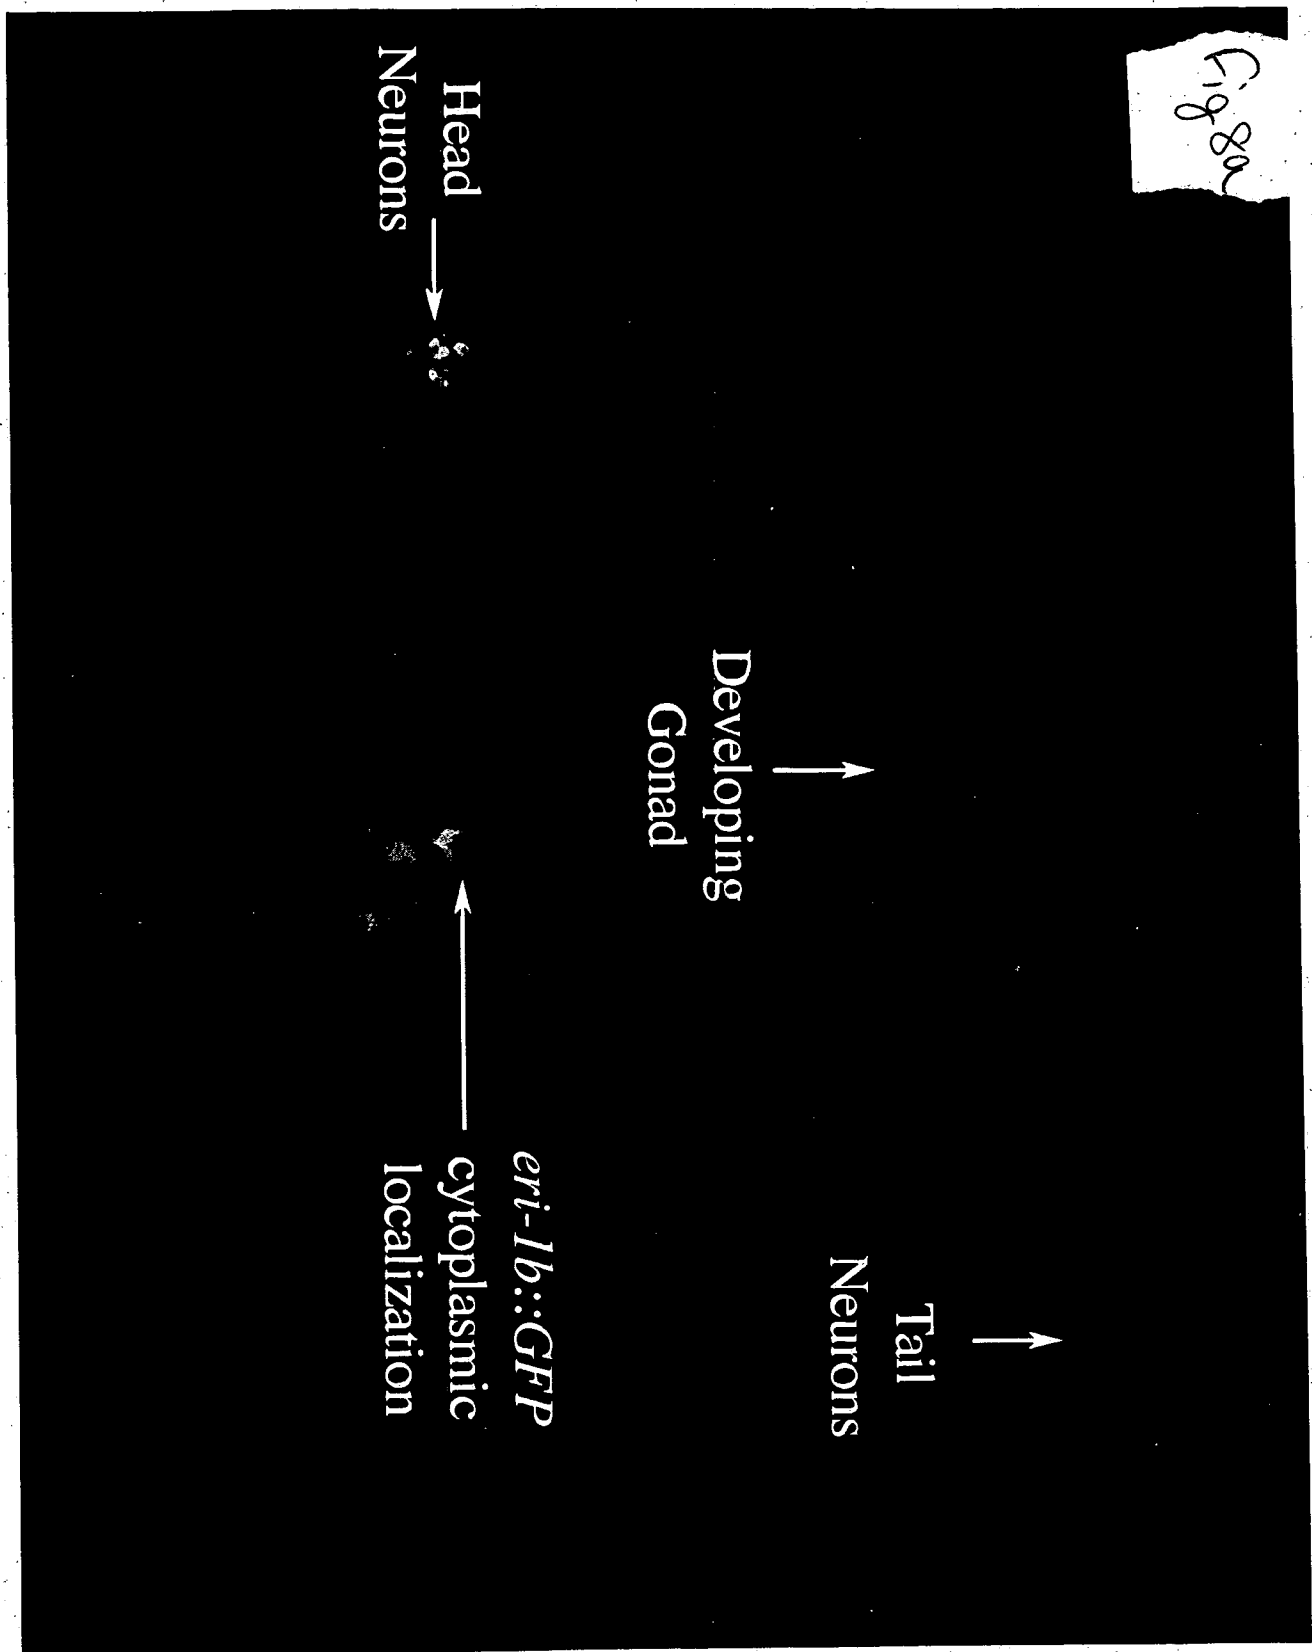 Fig 8a
Tail
Neurons
Developing
Gonad
eri-1b::GFP
cytoplasmic
localization
Head
Neurons